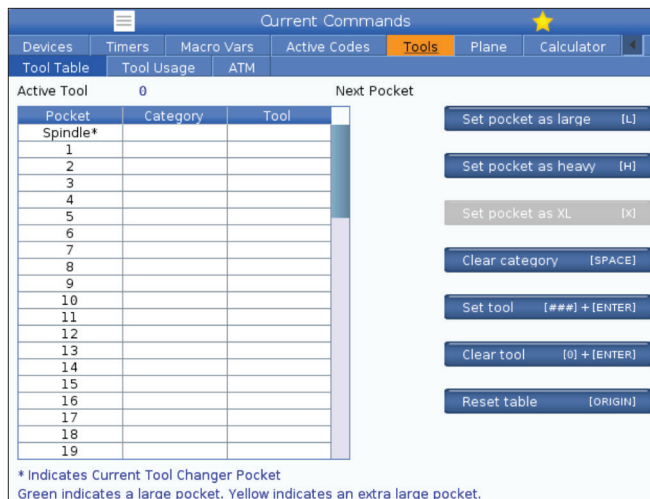 Current Commands
Devices Timers Macro Vars Active Codes Tools Plane Calculator
Tool Table Tool Usage ATM
Active Tool 0 Next Pocket
Pocket Category Tool
Spindle*
1
2
3
4
5
6
7
8
9
10
11
12
13
14
15
16
17
18
19
Set pocket as large [L]
Set pocket as heavy [H]
Set pocket as XL [X]
Clear category [SPACE]
Set tool [###]+[ENTER]
Clear tool [0]+[ENTER]
Reset table [ORIGIN]
* Indicates Current Tool Changer Pocket
Green indicates a large pocket. Yellow indicates an extra large pocket.